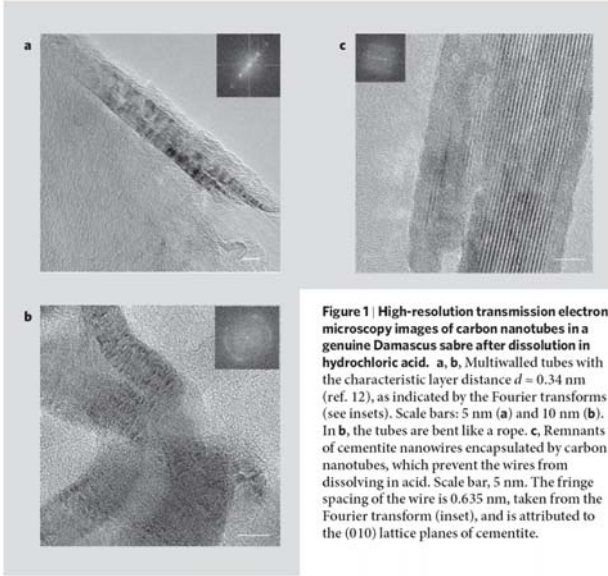 a
c
b
Figure 1 | High-resolution transmission electron
microscopy images of carbon nanotubes in a
genuine Damascus sabre after dissolution in
hydrochloric acid. a, b, Multiwalled tubes with
the characteristic layer distance d ≈ 0.34 nm
(ref. 12), as indicated by the Fourier transforms
(see insets). Scale bars: 5 nm (a) and 10 nm (b).
In b, the tubes are bent like a rope. c, Remnants
of cementite nanowires encapsulated by carbon
nanotubes, which prevent the wires from
dissolving in acid. Scale bar, 5 nm. The fringe
spacing of the wire is 0.635 nm, taken from the
Fourier transform (inset), and is attributed to
the (010) lattice planes of cementite.